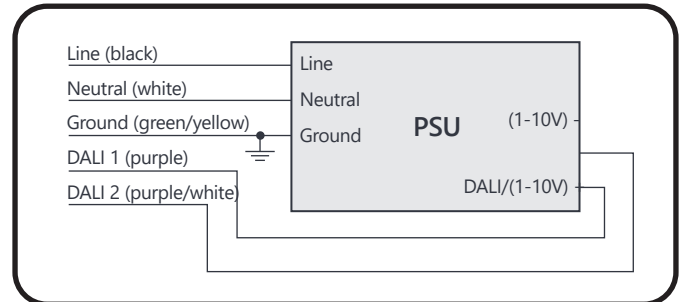 Line (black)
Neutral (white)
Ground (green/yellow)
DALI 1 (purple)
DALI 2 (purple/white)
Line
Neutral
Ground
PSU
(1-10V)
DALI/(1-10V)